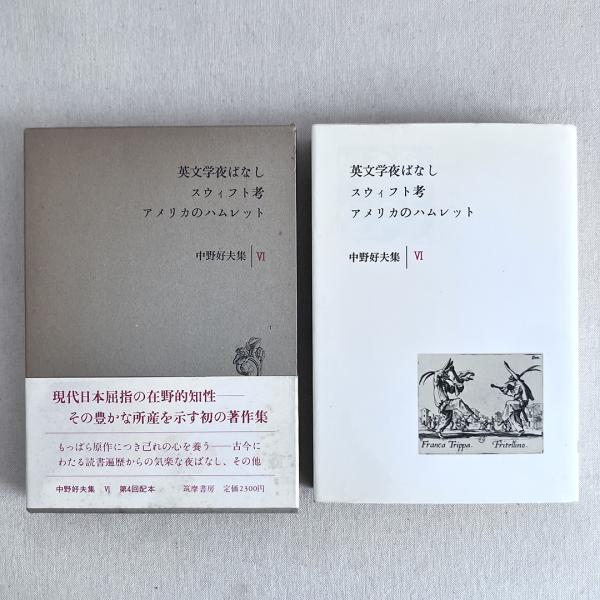 英文学夜ばなし
スウィフト考
アメリカのハムレット
中野好夫集 Ⅵ
現代日本屈指の在野的知性──
その豊かな所産を示す初の著作集
もっぱら原作につき己れの心を養う──古今に
わたる読書遍歴からの気楽な夜ばなし、その他
中野好夫集 Ⅵ 第4回配本 筑摩書房 定価2300円
英文学夜ばなし
スウィフト考
アメリカのハムレット
中野好夫集 Ⅵ
Franca Trippa. Fritellino.